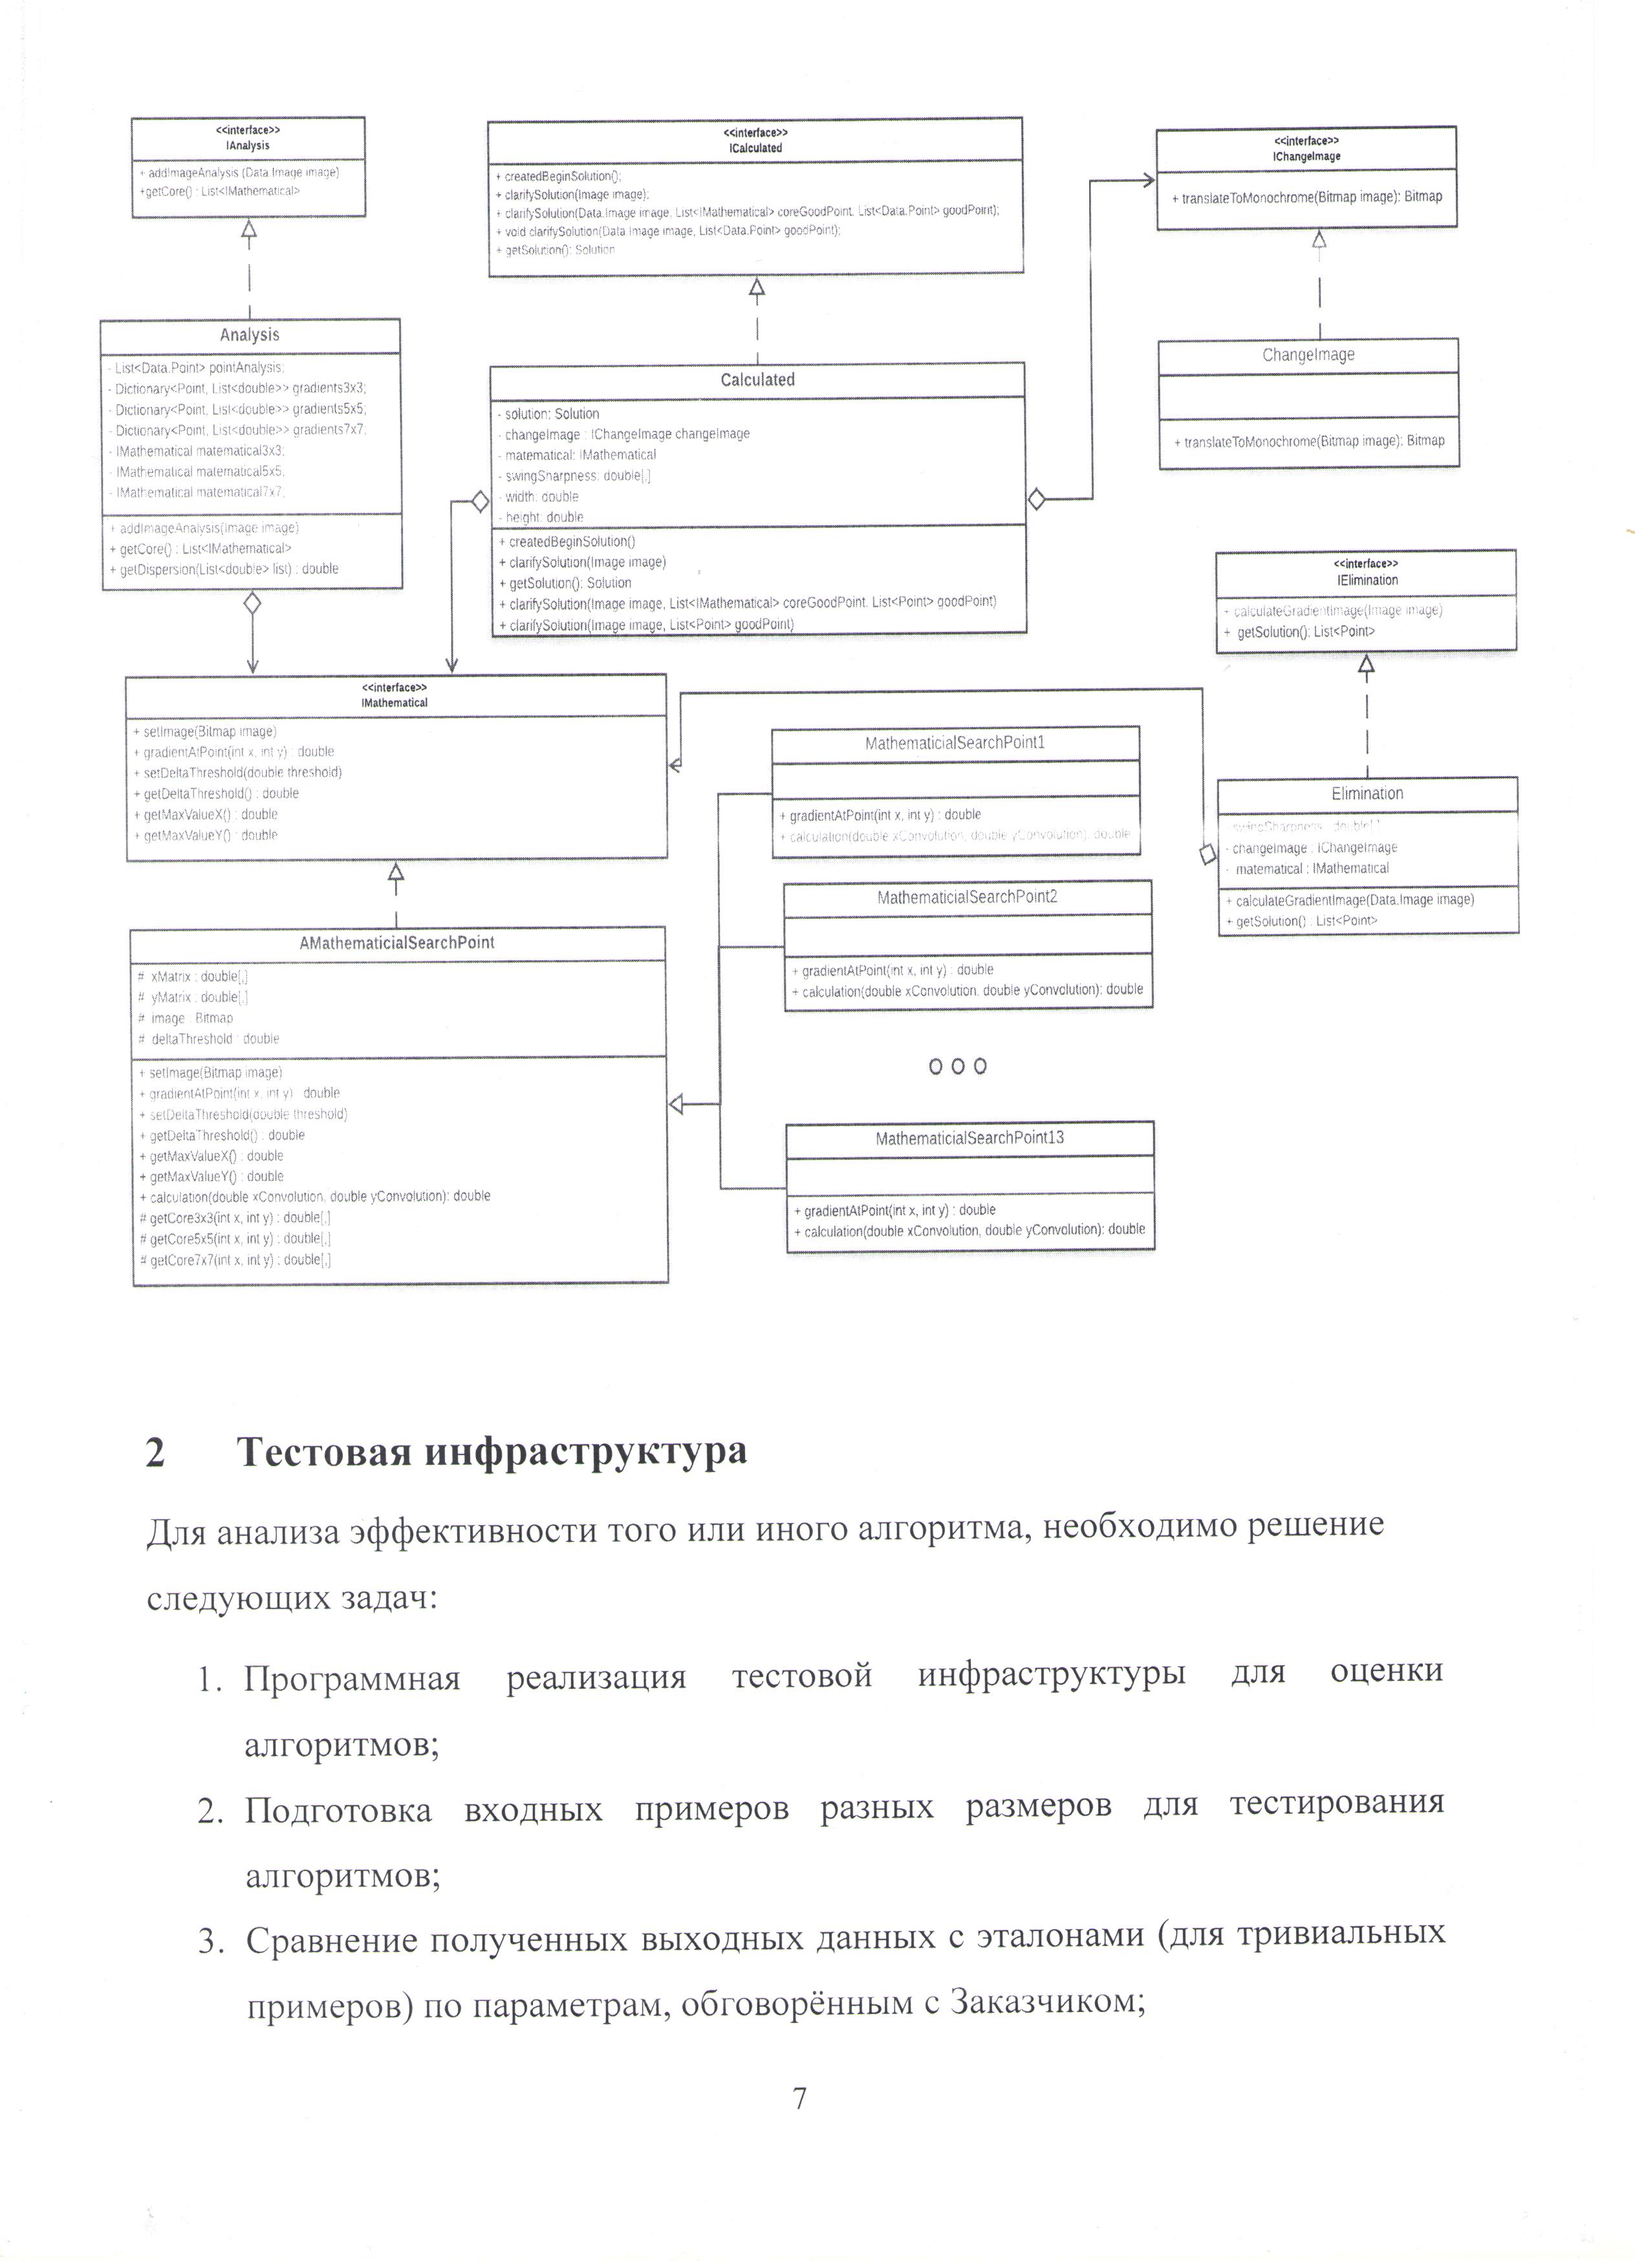 <<interface>>
IAnalysis
+ addImageAnalysis (Data.Image image)
+getCore() : List<IMathematical>
<<interface>>
ICalculated
+ createdBeginSolution();
+ clarifySolution(Image image);
+ clarifySolution(Data.Image image, List<IMathematical> coreGoodPoint, List<Data.Point> goodPoint);
+ void clarifySolution(Data.Image image, List<Data.Point> goodPoint);
+ getSolution(): Solution
<<interface>>
IChangeImage
+ translateToMonochrome(Bitmap image): Bitmap
Analysis
- List<Data.Point> pointAnalysis;
- Dictionary<Point, List<double>> gradients3x3;
- Dictionary<Point, List<double>> gradients5x5;
- Dictionary<Point, List<double>> gradients7x7;
- IMathematical matematical3x3;
- IMathematical matematical5x5;
- IMathematical matematical7x7;
+ addImageAnalysis(Image image)
+ getCore() : List<IMathematical>
+ getDispersion(List<double> list) : double
Calculated
- solution: Solution
- changeImage : IChangeImage changeImage
- matematical: IMathematical
- swingSharpness: double[,]
- width: double
- height: double
+ createdBeginSolution()
+ clarifySolution(Image image)
+ getSolution(): Solution
+ clarifySolution(Image image, List<IMathematical> coreGoodPoint, List<Point> goodPoint)
+ clarifySolution(Image image, List<Point> goodPoint)
ChangeImage
+ translateToMonochrome(Bitmap image): Bitmap
<<interface>>
IElimination
+ calculateGradientImage(Image image)
+ getSolution(): List<Point>
<<interface>>
IMathematical
+ setImage(Bitmap image)
+ gradientAtPoint(int x, int y) : double
+ setDeltaThreshold(double threshold)
+ getDeltaThreshold() : double
+ getMaxValueX() : double
+ getMaxValueY() : double
MathematicialSearchPoint1
+ gradientAtPoint(int x, int y) : double
+ calculation(double xConvolution, double yConvolution): double
Elimination
- swingSharpness : double[,]
- changeImage : IChangeImage
- matematical : IMathematical
+ calculateGradientImage(Data.Image image)
+ getSolution() : List<Point>
MathematicialSearchPoint2
+ gradientAtPoint(int x, int y) : double
+ calculation(double xConvolution, double yConvolution): double
AMathematicialSearchPoint
# xMatrix : double[,]
# yMatrix : double[,]
# image : Bitmap
# deltaThreshold : double
+ setImage(Bitmap image)
+ gradientAtPoint(int x, int y) : double
+ setDeltaThreshold(double threshold)
+ getDeltaThreshold() : double
+ getMaxValueX() : double
+ getMaxValueY() : double
+ calculation(double xConvolution, double yConvolution): double
# getCore3x3(int x, int y) : double[,]
# getCore5x5(int x, int y) : double[,]
# getCore7x7(int x, int y) : double[,]
MathematicialSearchPoint13
+ gradientAtPoint(int x, int y) : double
+ calculation(double xConvolution, double yConvolution): double
2 Тестовая инфраструктура
Для анализа эффективности того или иного алгоритма, необходимо решение
следующих задач:
1. Программная реализация тестовой инфраструктуры для оценки
алгоритмов;
2. Подготовка входных примеров разных размеров для тестирования
алгоритмов;
3. Сравнение полученных выходных данных с эталонами (для тривиальных
примеров) по параметрам, обговорённым с Заказчиком;
7